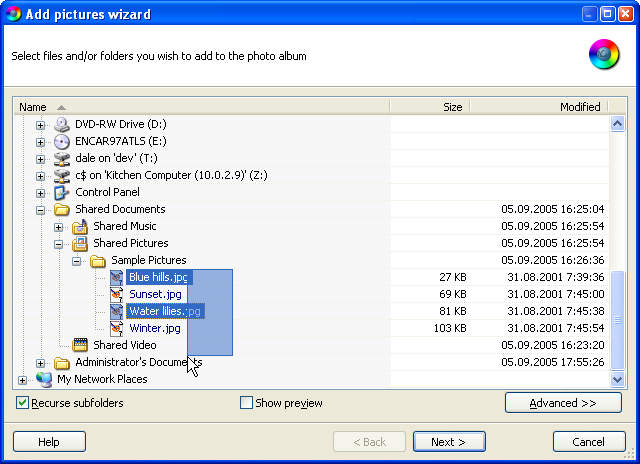 Add pictures wizard
Select files and/or folders you wish to add to the photo album
Name Size Modified
DVD-RW Drive (D:)
ENCAR97ATLS (E:)
dale on 'dev' (T:)
c$ on 'Kitchen Computer (10.0.2.9)' (Z:)
Control Panel
Shared Documents 05.09.2005 16:25:04
Shared Music 05.09.2005 16:25:54
Shared Pictures 05.09.2005 16:25:54
Sample Pictures 05.09.2005 16:26:36
Blue hills.jpg 27 KB 31.08.2001 7:39:36
Sunset.jpg 69 KB 31.08.2001 7:45:00
Water lilies.jpg 81 KB 31.08.2001 7:45:38
Winter.jpg 103 KB 31.08.2001 7:45:54
Shared Video 05.09.2005 16:23:20
Administrator's Documents 05.09.2005 17:55:26
My Network Places
Recurse subfolders Show preview Advanced >>
Help < Back Next > Cancel